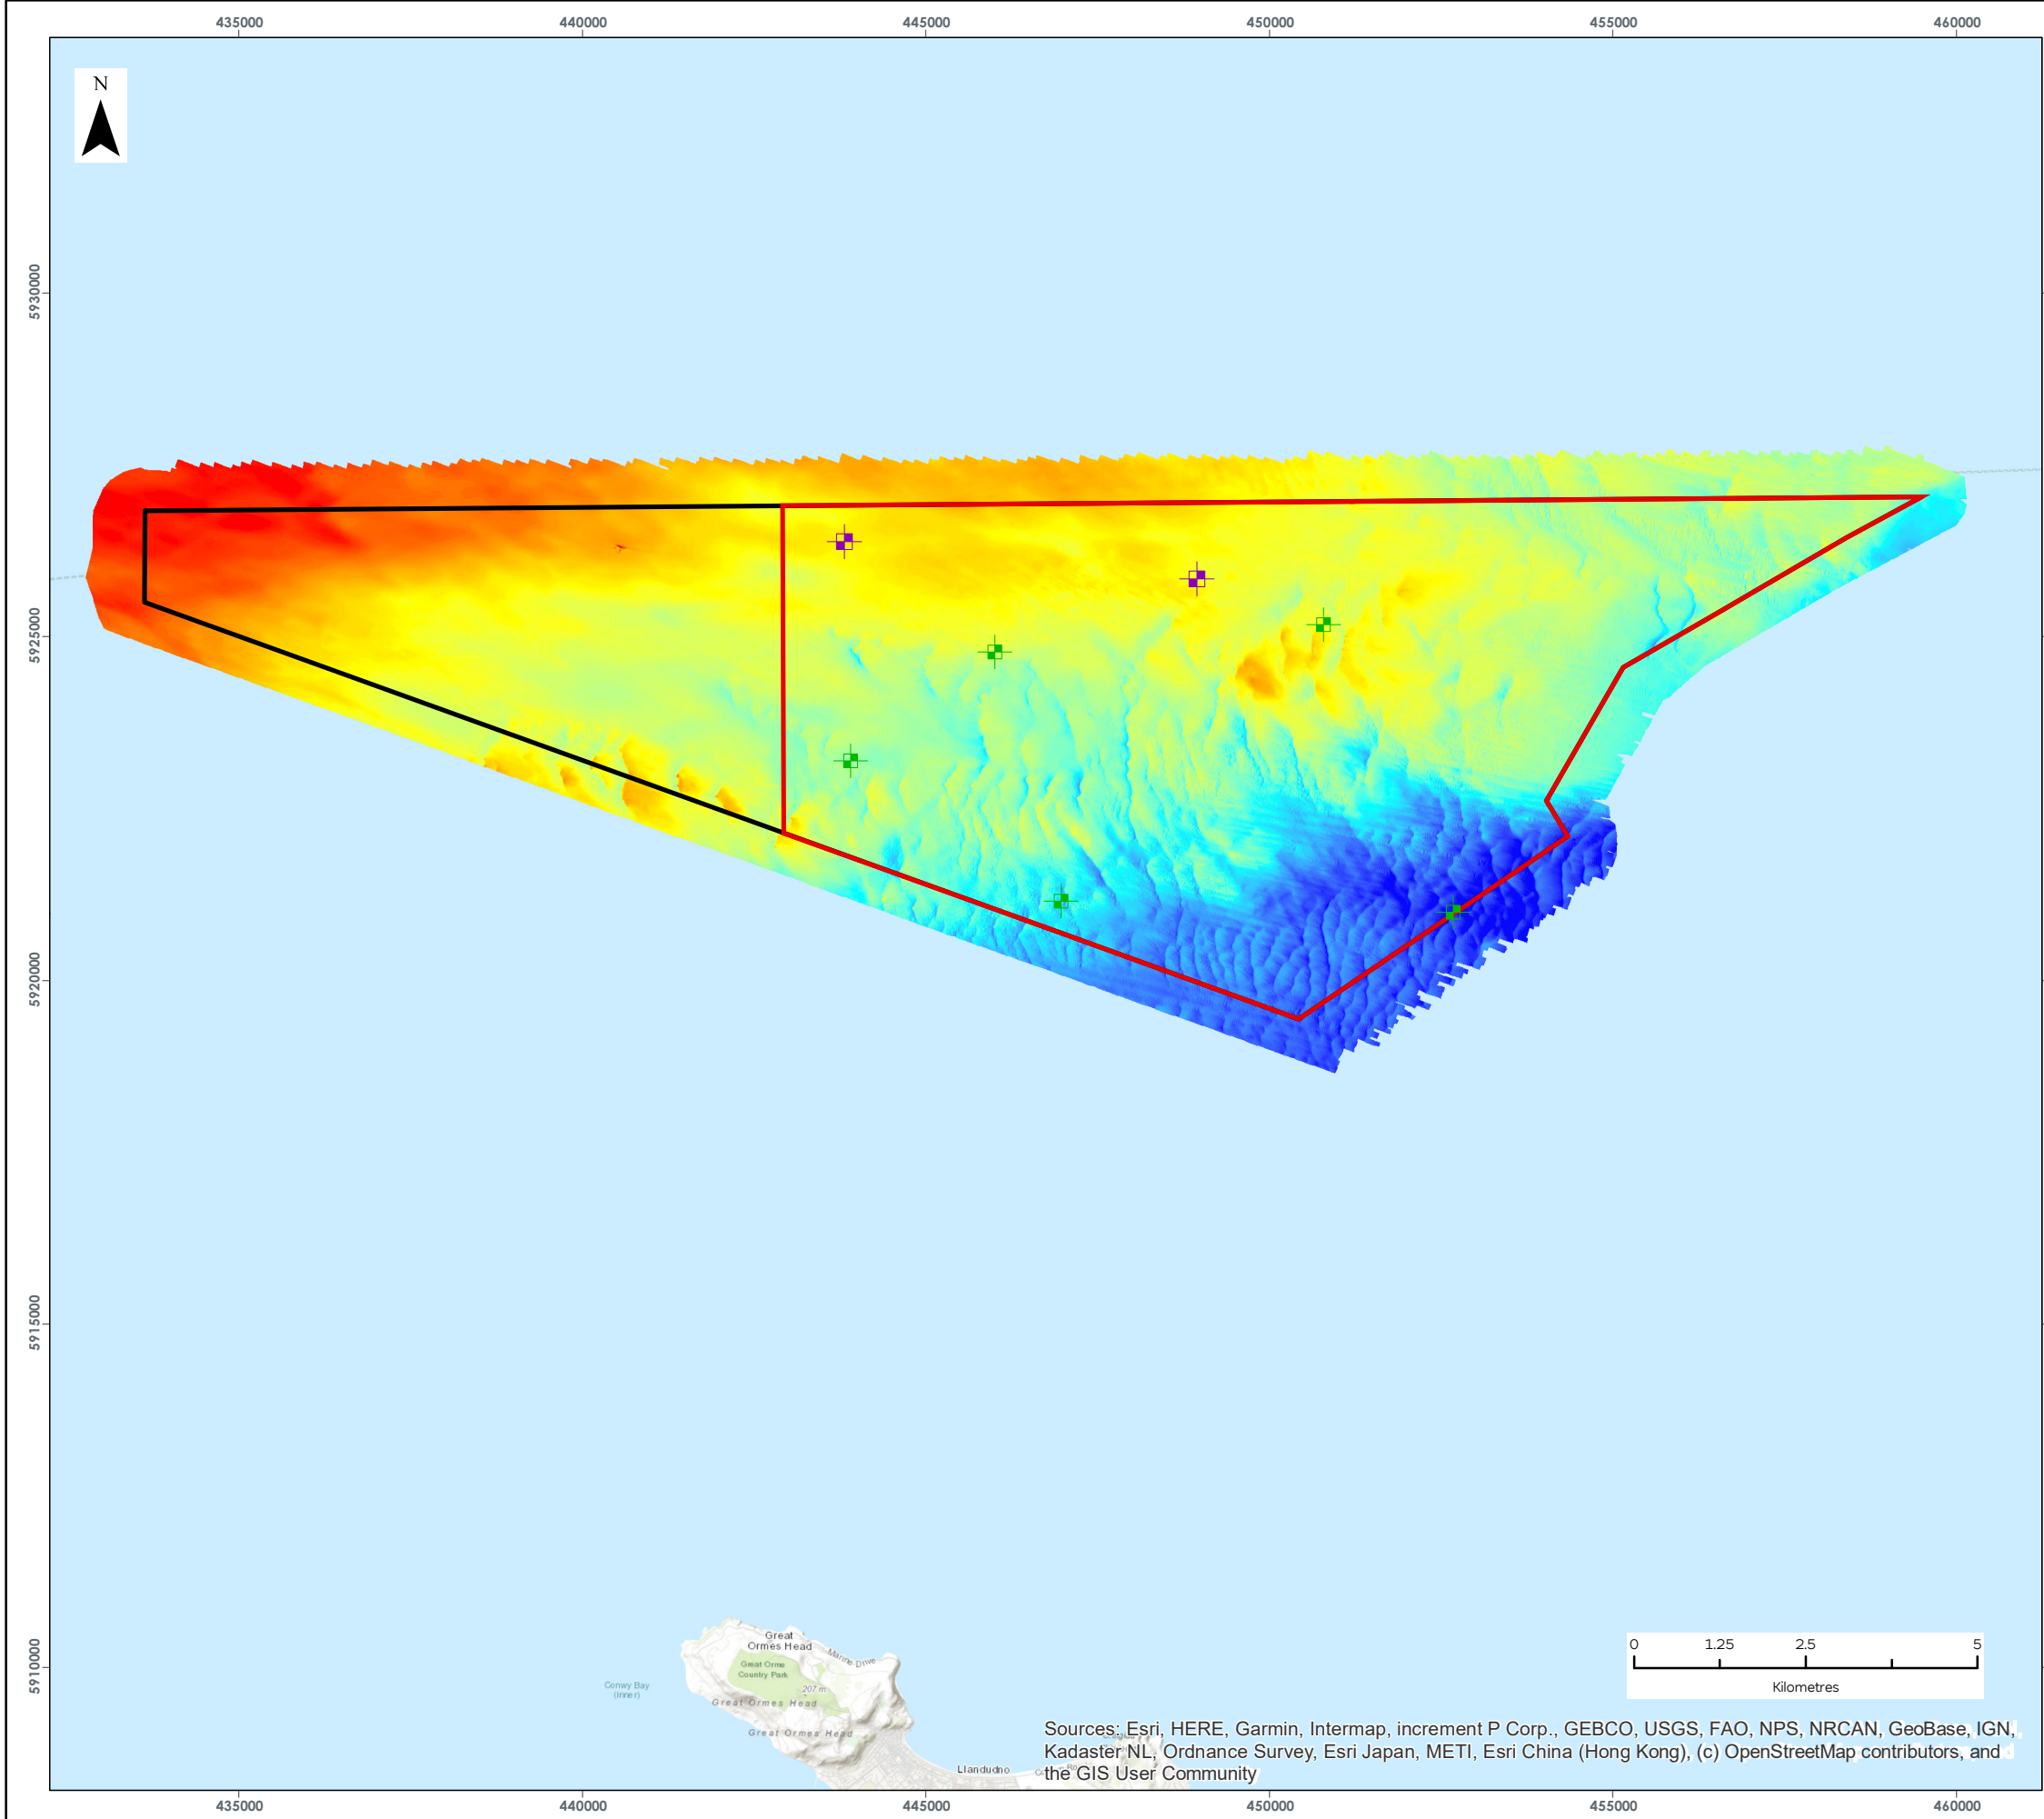 435000 440000 445000 450000 455000 460000
N
5930000
5925000
5920000
5915000
5910000
Great
Ormes Head
Marine Drive
Great Orme
Country Park
207 m
Great Ormes Head
Great Ormes Head
Conwy Bay
(inner)
Llandudno
0 1.25 2.5 5
Kilometres
Sources: Esri, HERE, Garmin, Intermap, increment P Corp., GEBCO, USGS, FAO, NPS, NRCAN, GeoBase, IGN,
Kadaster NL, Ordnance Survey, Esri Japan, METI, Esri China (Hong Kong), (c) OpenStreetMap contributors, and
the GIS User Community
435000 440000 445000 450000 455000 460000